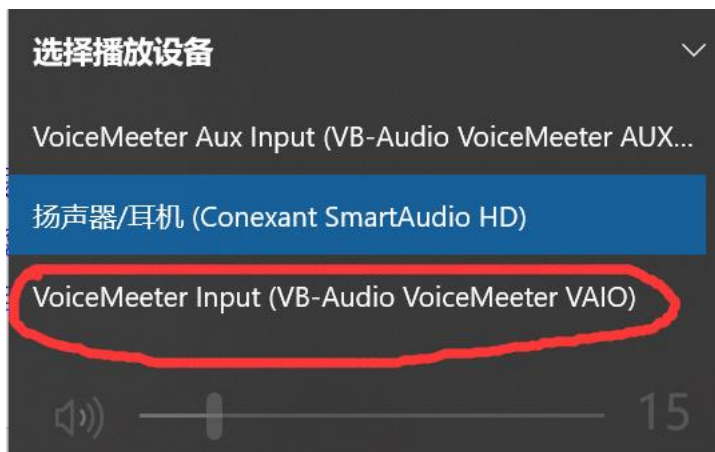 选择播放设备
VoiceMeeter Aux Input (VB-Audio VoiceMeeter AUX...
扬声器/耳机 (Conexant SmartAudio HD)
VoiceMeeter Input (VB-Audio VoiceMeeter VAIO)
15